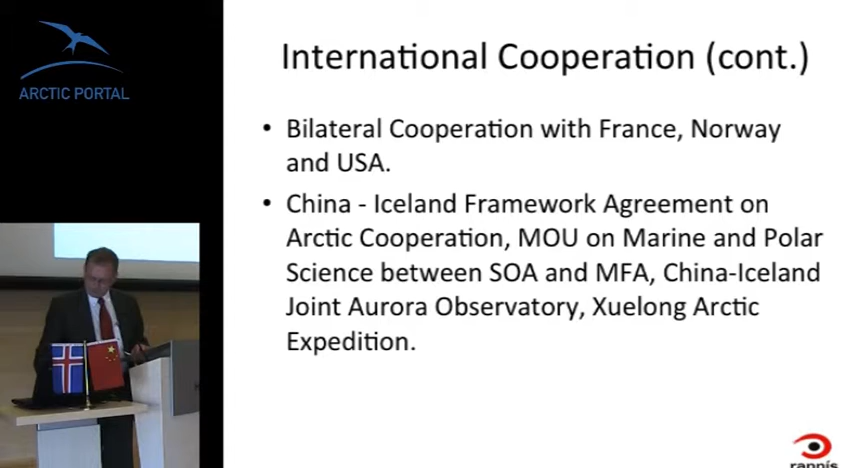 ARCTIC PORTAL
International Cooperation (cont.)
• Bilateral Cooperation with France, Norway
and USA.
• China - Iceland Framework Agreement on
Arctic Cooperation, MOU on Marine and Polar
Science between SOA and MFA, China-Iceland
Joint Aurora Observatory, Xuelong Arctic
Expedition.
rannís